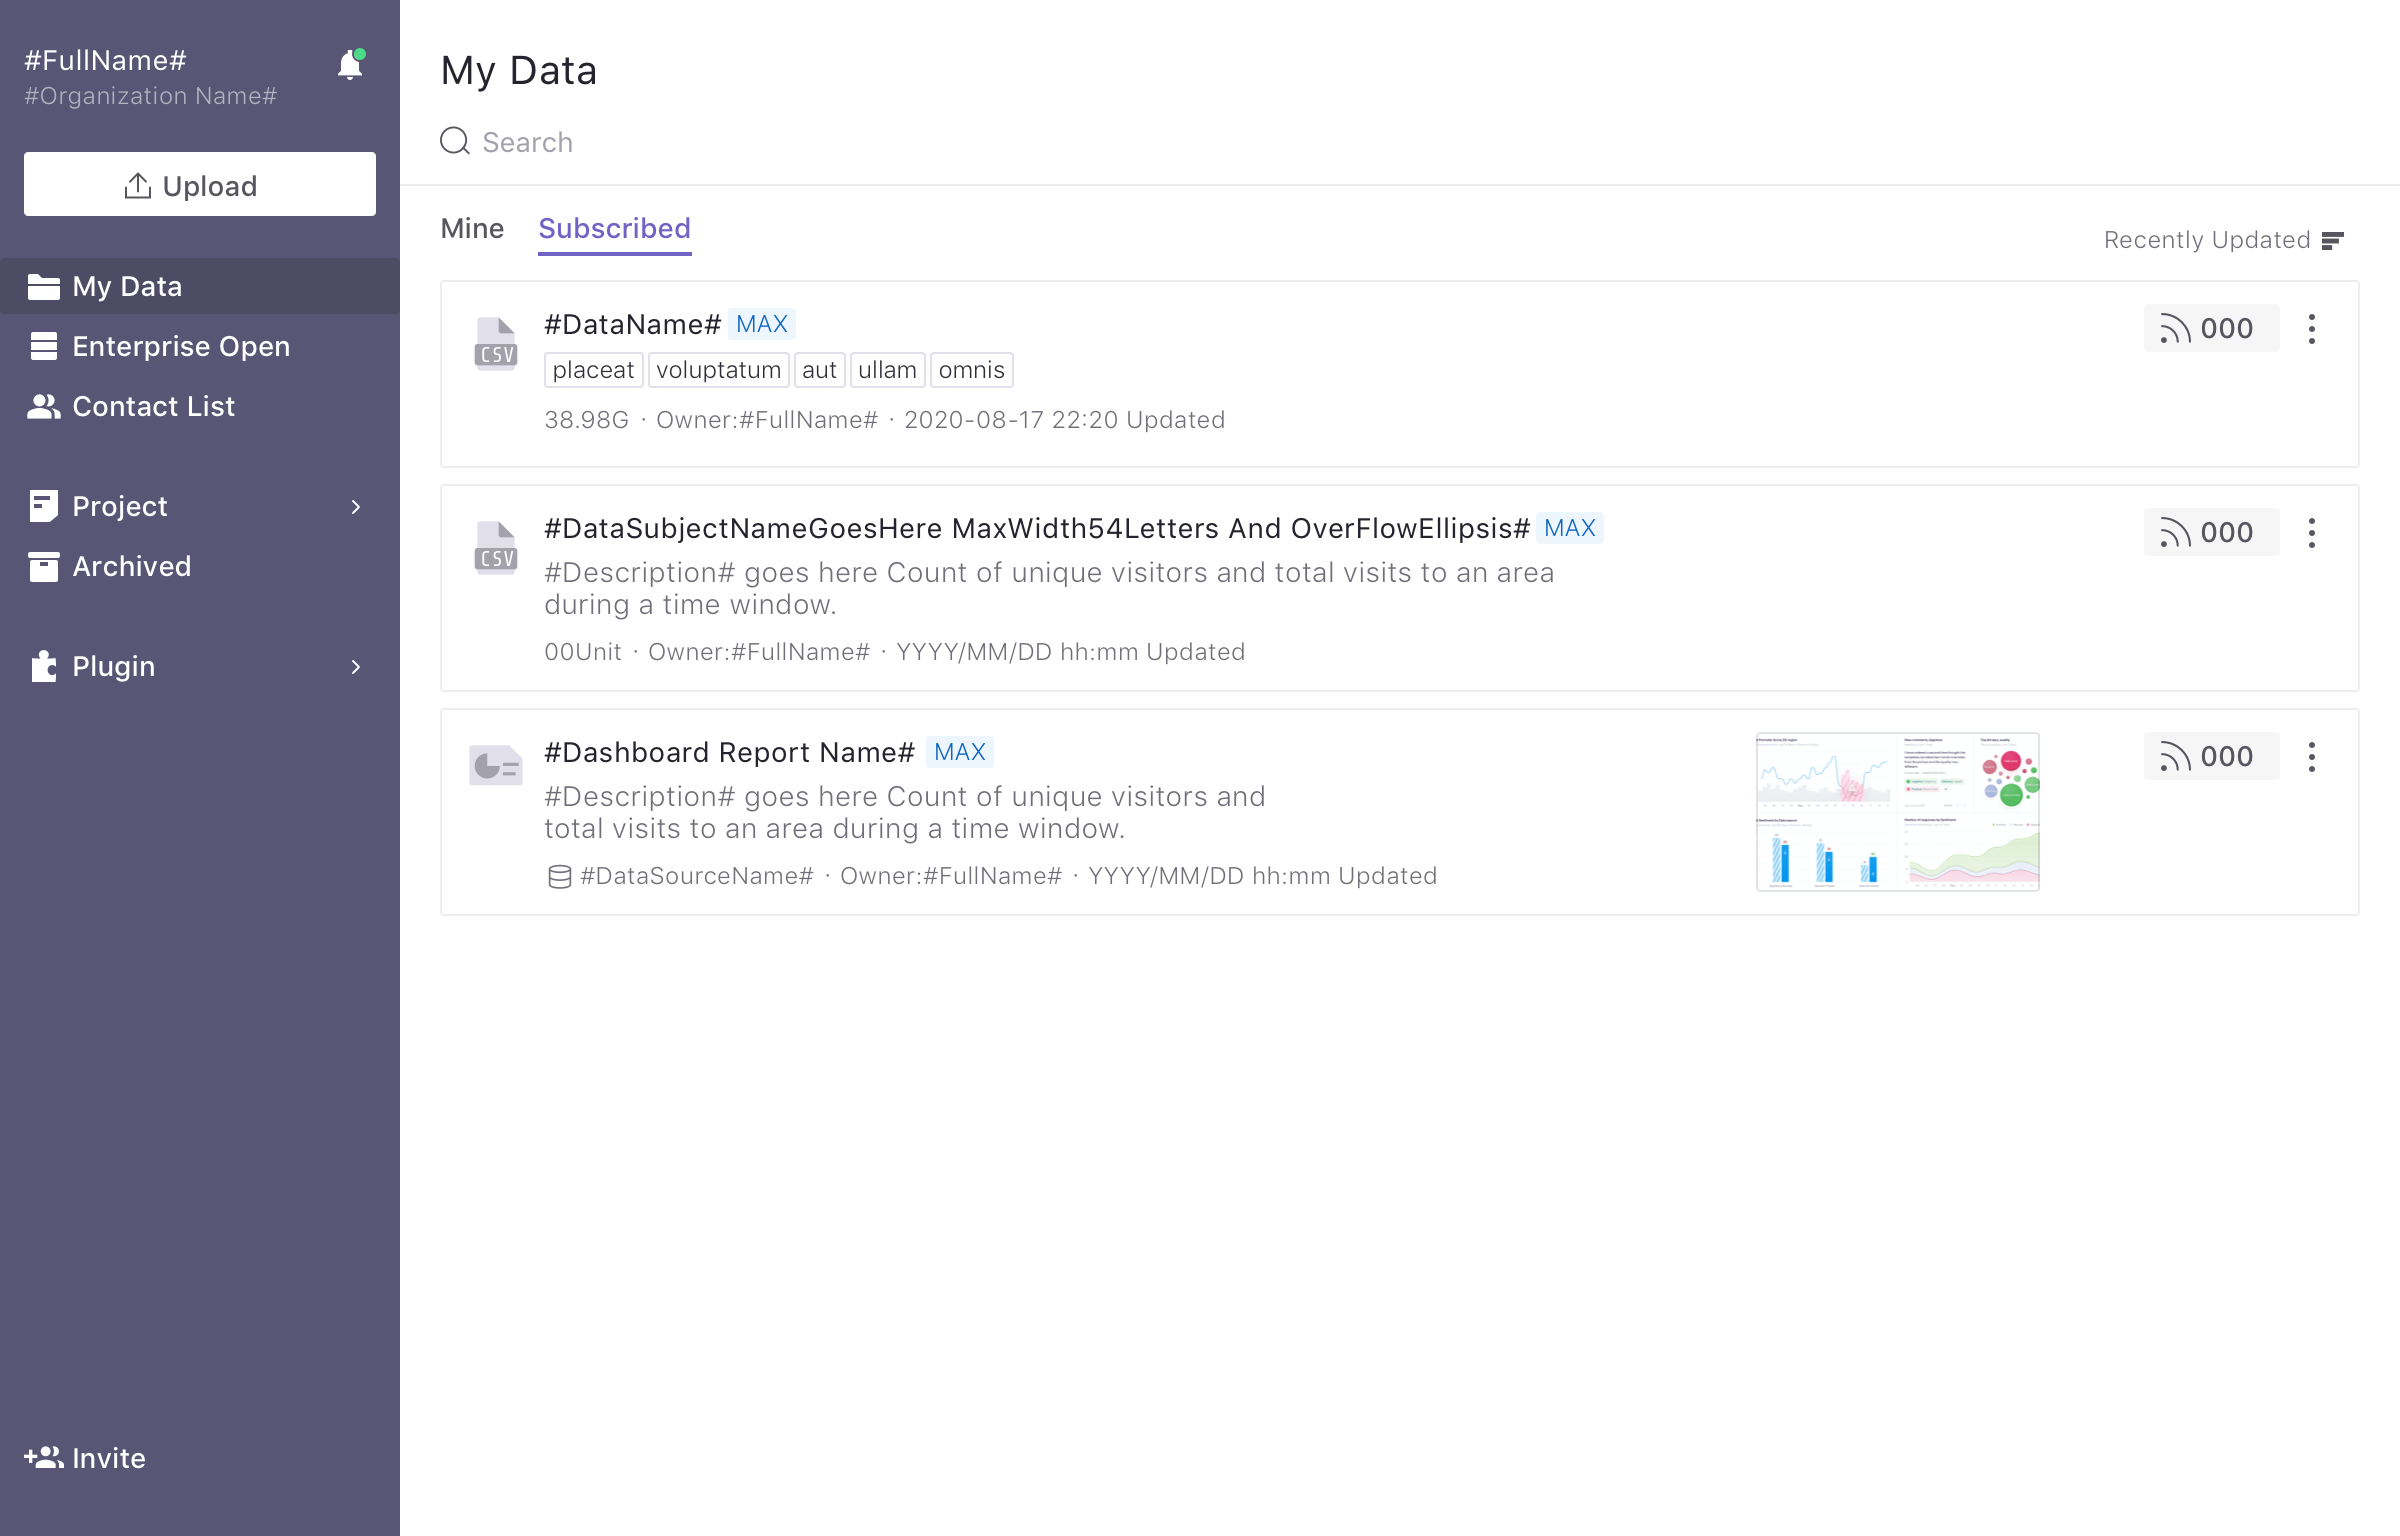 #FullName#
#Organization Name#
Upload
My Data
Enterprise Open
Contact List
Project
Archived
Plugin
Invite
My Data
Search
Mine Subscribed
Recently Updated
CSV
#DataName# MAX
placeat voluptatum aut ullam omnis
38.98G · Owner:#FullName# · 2020-08-17 22:20 Updated
000
CSV
#DataSubjectNameGoesHere MaxWidth54Letters And OverFlowEllipsis# MAX
#Description# goes here Count of unique visitors and total visits to an area
during a time window.
00Unit · Owner:#FullName# · YYYY/MM/DD hh:mm Updated
000
#Dashboard Report Name# MAX
#Description# goes here Count of unique visitors and
total visits to an area during a time window.
#DataSourceName# · Owner:#FullName# · YYYY/MM/DD hh:mm Updated
000